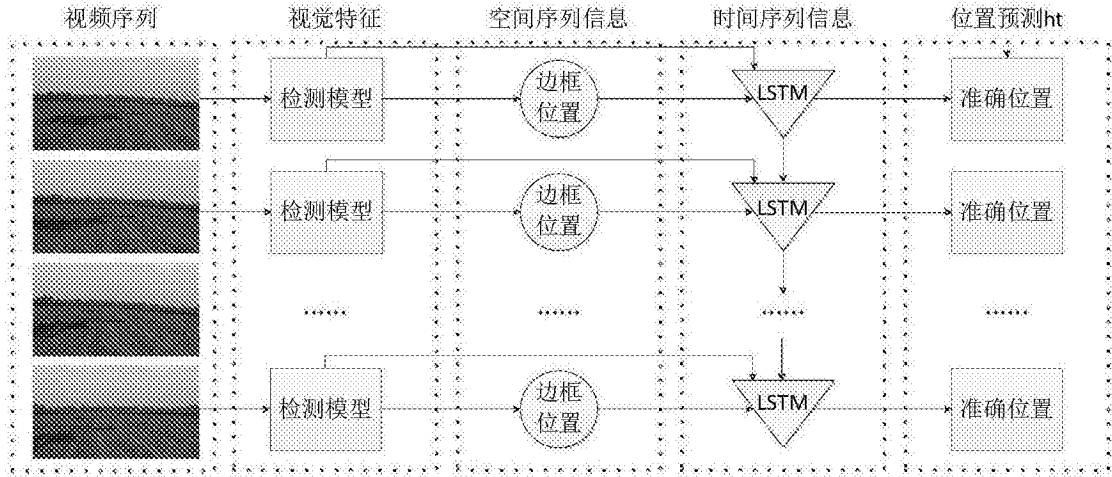 视频序列 视觉特征 空间序列信息 时间序列信息 位置预测ht
检测模型 边框位置 LSTM 准确位置
检测模型 边框位置 LSTM 准确位置
...... ...... ...... ......
检测模型 边框位置 LSTM 准确位置